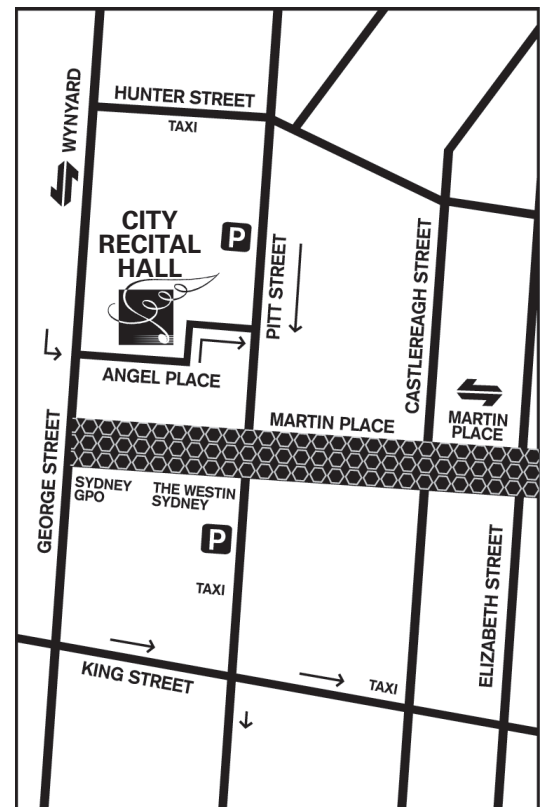 WYNYARD
HUNTER STREET
TAXI
CITY
RECITAL
HALL
P
PITT STREET
CASTLEREAGH STREET
ANGEL PLACE
MARTIN PLACE
MARTIN
PLACE
GEORGE STREET
SYDNEY
GPO
THE WESTIN
SYDNEY
P
TAXI
ELIZABETH STREET
KING STREET
TAXI